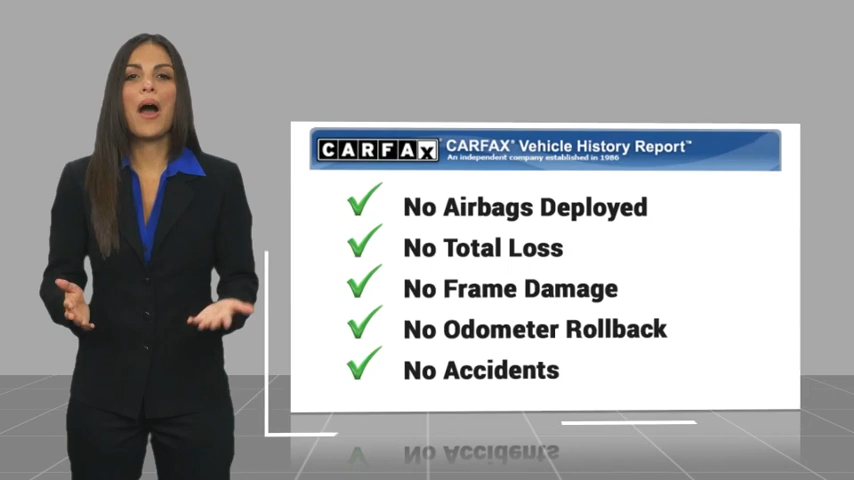 CARFAX
CARFAX® Vehicle History Report™
An independent company established in 1986
No Airbags Deployed
No Total Loss
No Frame Damage
No Odometer Rollback
No Accidents
No Accidents